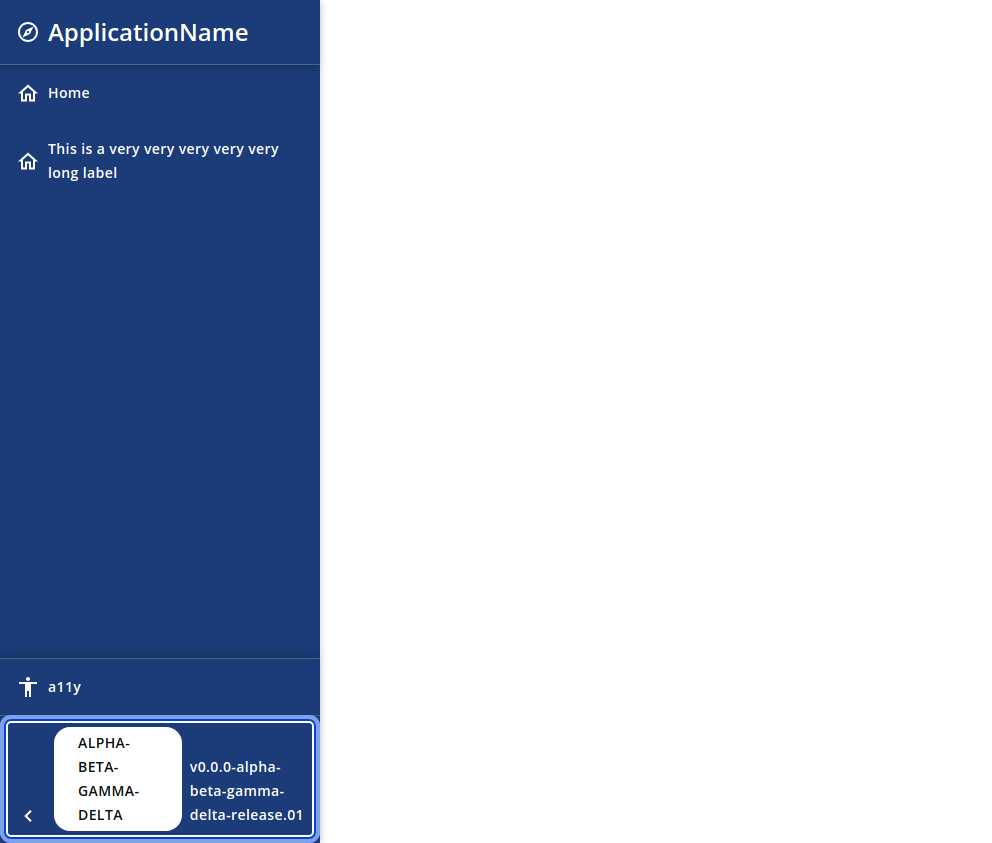 ApplicationName
Home
This is a very very very very very
long label
a11y
ALPHA-
BETA-
GAMMA-
DELTA
v0.0.0-alpha-
beta-gamma-
delta-release.01